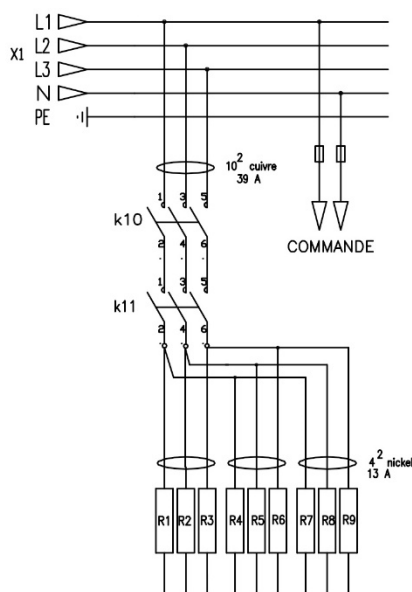 L1
X1 L2
L3
N
PE
10² cuivre
39 A
1 3 5
k10
2 4 6
COMMANDE
1 3 5
k11
2 4 6
4² nickel
13 A
R1 R2 R3 R4 R5 R6 R7 R8 R9